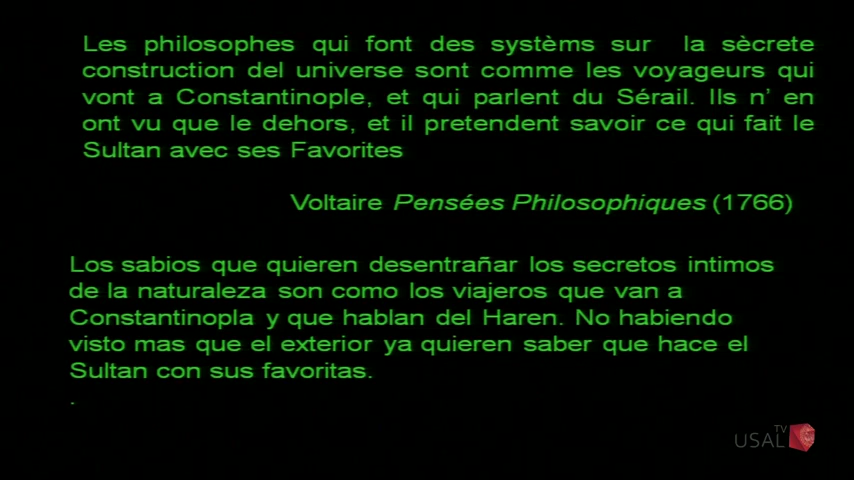 Les philosophes qui font des systèms sur la sècrete
construction del universe sont comme les voyageurs qui
vont a Constantinople, et qui parlent du Sérail. Ils n' en
ont vu que le dehors, et il pretendent savoir ce qui fait le
Sultan avec ses Favorites
Voltaire Pensées Philosophiques (1766)
Los sabios que quieren desentrañar los secretos intimos
de la naturaleza son como los viajeros que van a
Constantinopla y que hablan del Haren. No habiendo
visto mas que el exterior ya quieren saber que hace el
Sultan con sus favoritas.
.
USAL TV